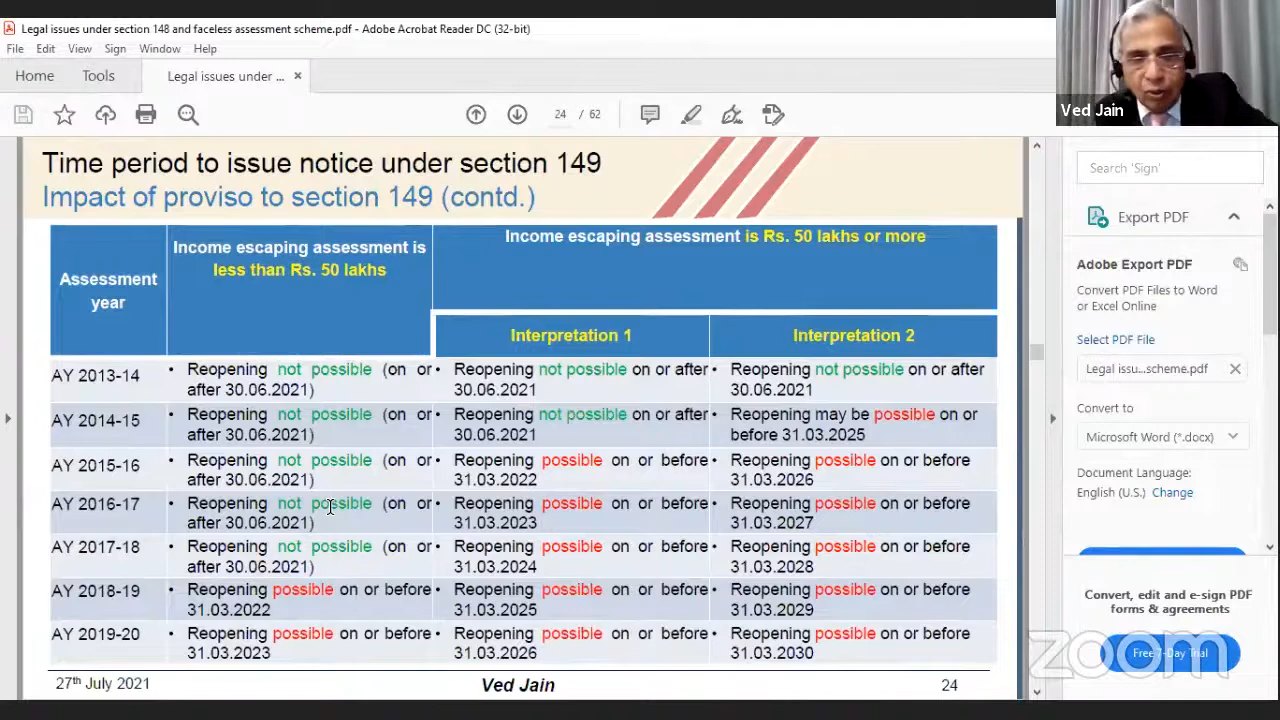 Legal issues under section 148 and faceless assessment scheme.pdf - Adobe Acrobat Reader DC (32-bit)
File Edit View Sign Window Help
Home Tools Legal issues under ... ×
24 / 62
Ved Jain
Time period to issue notice under section 149
Impact of proviso to section 149 (contd.)
Assessment
year
Income escaping assessment is
less than Rs. 50 lakhs
Income escaping assessment is Rs. 50 lakhs or more
Interpretation 1
Interpretation 2
AY 2013-14
• Reopening not possible (on or
after 30.06.2021)
• Reopening not possible on or after
30.06.2021
• Reopening not possible on or after
30.06.2021
AY 2014-15
• Reopening not possible (on or
after 30.06.2021)
• Reopening not possible on or after
30.06.2021
• Reopening may be possible on or
before 31.03.2025
AY 2015-16
• Reopening not possible (on or
after 30.06.2021)
• Reopening possible on or before
31.03.2022
• Reopening possible on or before
31.03.2026
AY 2016-17
• Reopening not possible (on or
after 30.06.2021)
• Reopening possible on or before
31.03.2023
• Reopening possible on or before
31.03.2027
AY 2017-18
• Reopening not possible (on or
after 30.06.2021)
• Reopening possible on or before
31.03.2024
• Reopening possible on or before
31.03.2028
AY 2018-19
• Reopening possible on or before
31.03.2022
• Reopening possible on or before
31.03.2025
• Reopening possible on or before
31.03.2029
AY 2019-20
• Reopening possible on or before
31.03.2023
• Reopening possible on or before
31.03.2026
• Reopening possible on or before
31.03.2030
27th July 2021
Ved Jain
24
Search 'Sign'
Export PDF
Adobe Export PDF
Convert PDF Files to Word
or Excel Online
Select PDF File
Legal issu...scheme.pdf ×
Convert to
Microsoft Word (*.docx)
Document Language:
English (U.S.) Change
Convert, edit and e-sign PDF
forms & agreements
Free 7-Day Trial
zoom